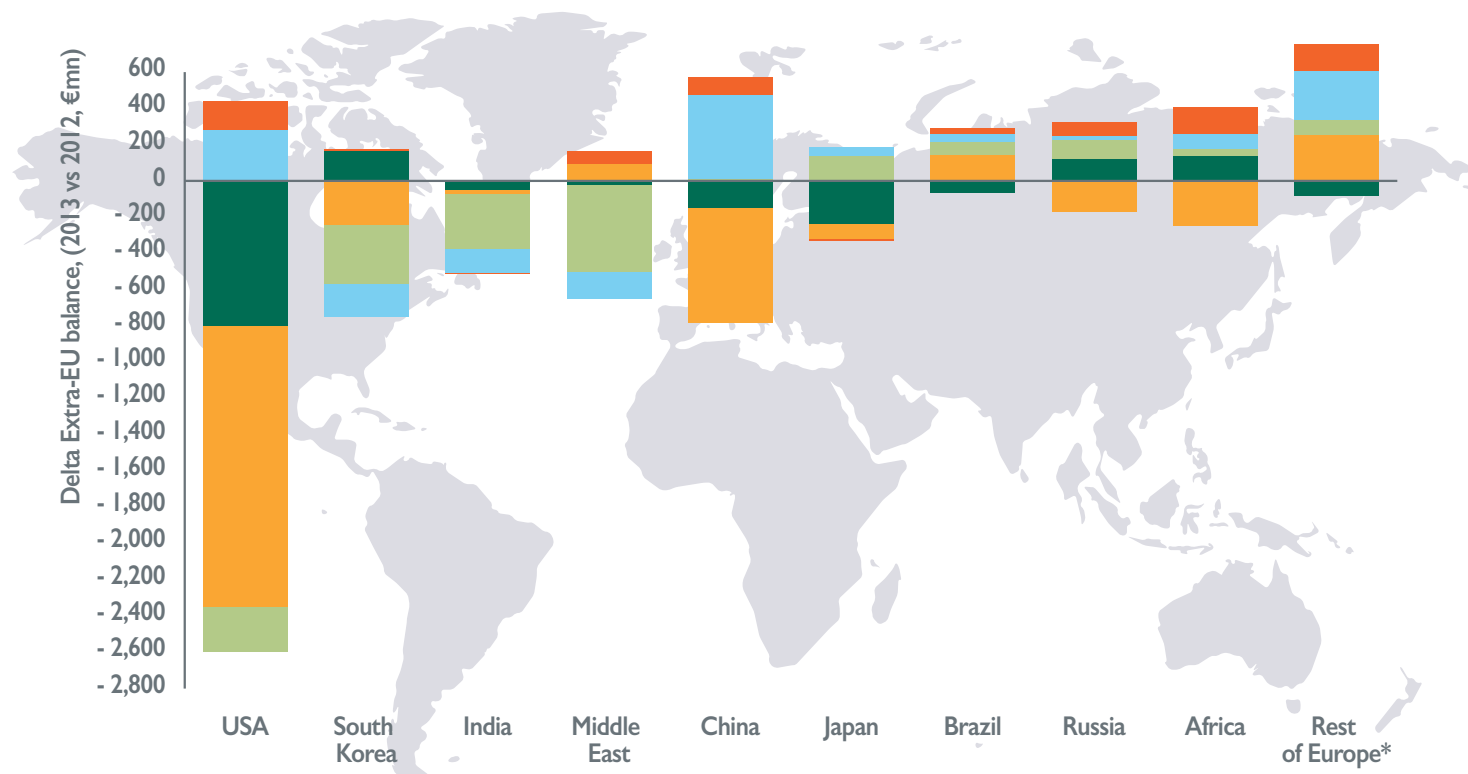 Delta Extra-EU balance, (2013 vs 2012, €mn)
600
400
200
0
- 200
- 400
- 600
- 800
- 1,000
- 1,200
- 1,400
- 1,600
- 1,800
- 2,000
- 2,200
- 2,400
- 2,600
- 2,800
USA
South
Korea
India
Middle
East
China
Japan
Brazil
Russia
Africa
Rest
of Europe*